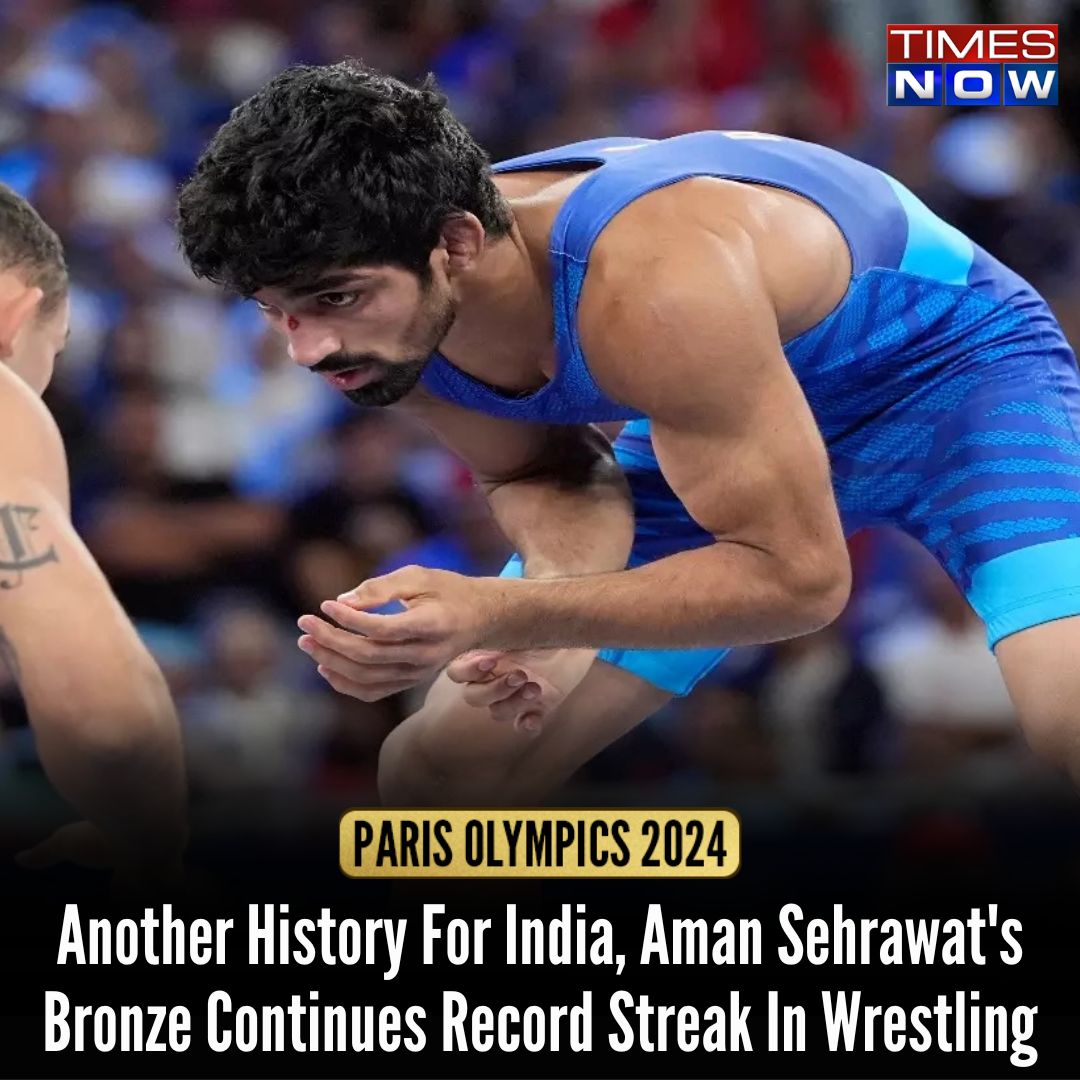 TIMES
NOW
PARIS OLYMPICS 2024
Another History For India, Aman Sehrawat's
Bronze Continues Record Streak In Wrestling